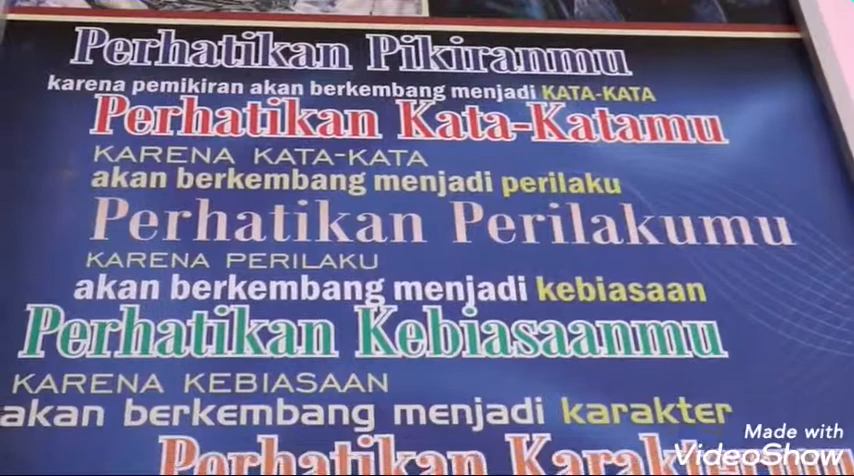 Perhatikan Pikiranmu
karena pemikiran akan berkembang menjadi KATA-KATA
Perhatikan Kata-Katamu
KARENA KATA-KATA
akan berkembang menjadi perilaku
Perhatikan Perilakumu
KARENA PERILAKU
akan berkembang menjadi kebiasaan
Perhatikan Kebiasaanmu
KARENA KEBIASAAN
akan berkembang menjadi karakter
Perhatikan
Made with
VideoShow